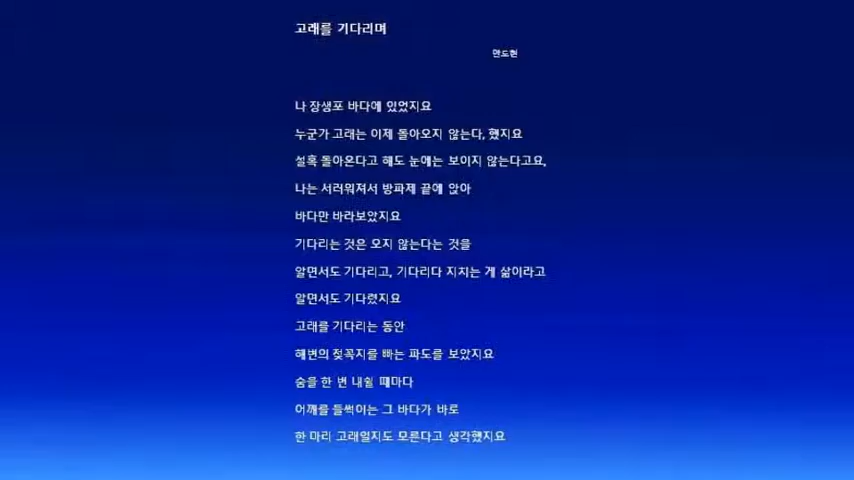 고래를 기다리며
안도현
나 장생포 바다에 있었지요
누군가 고래는 이제 돌아오지 않는다, 했지요
설혹 돌아온다고 해도 눈에는 보이지 않는다고요,
나는 서러워져서 방파제 끝에 앉아
바다만 바라보았지요
기다리는 것은 오지 않는다는 것을
알면서도 기다리고, 기다리다 지치는 게 삶이라고
알면서도 기다렸지요
고래를 기다리는 동안
해변의 젖꼭지를 빠는 파도를 보았지요
숨을 한 번 내쉴 때마다
어깨를 들썩이는 그 바다가 바로
한 마리 고래일지도 모른다고 생각했지요